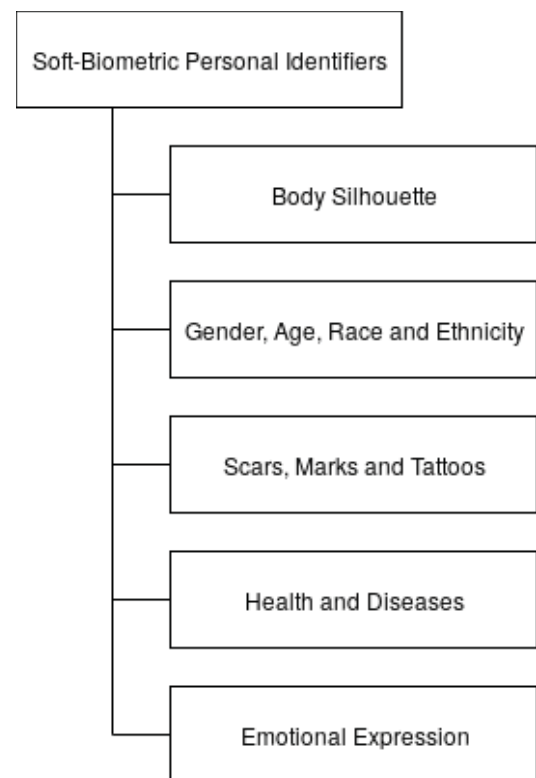 Soft-Biometric Personal Identifiers
Body Silhouette
Gender, Age, Race and Ethnicity
Scars, Marks and Tattoos
Health and Diseases
Emotional Expression